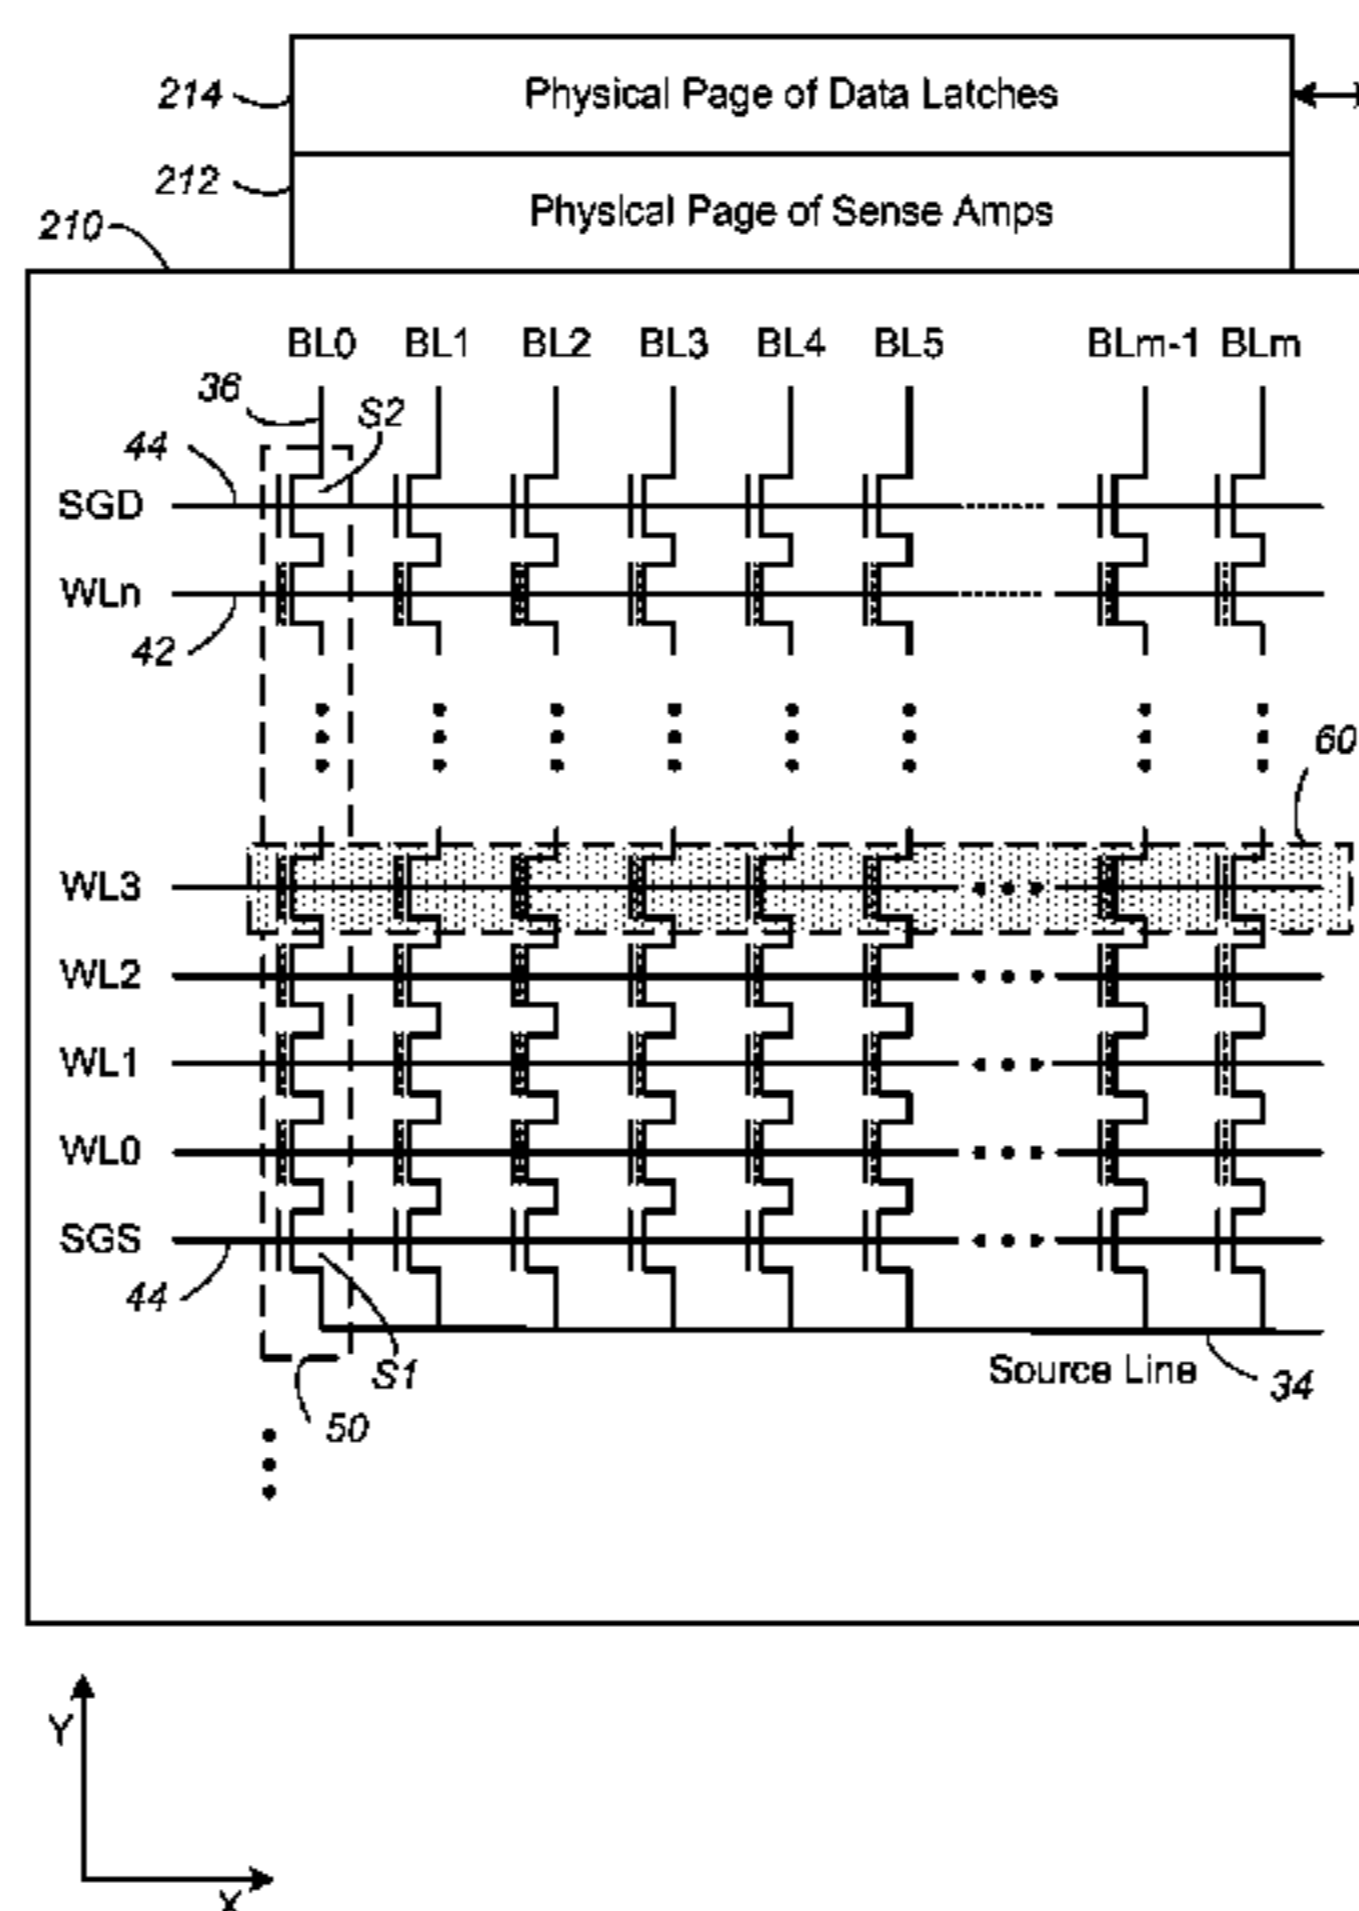 214
Physical Page of Data Latches
212
Physical Page of Sense Amps
210
BL0 BL1 BL2 BL3 BL4 BL5 BLm-1 BLm
36
S2
44
SGD
WLn
42
60
WL3
WL2
WL1
WL0
SGS
44
S1
Source Line
34
50
Y
X